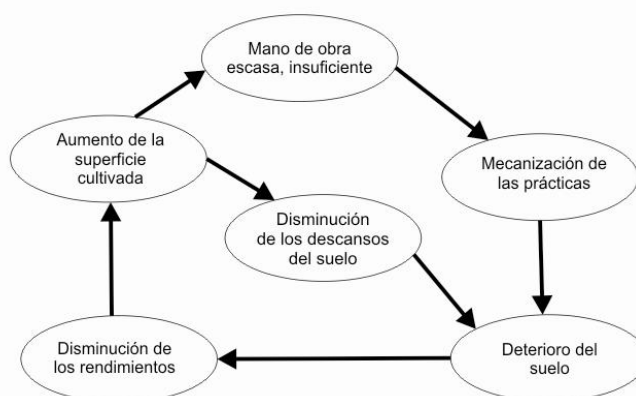 Mano de obra
escasa, insuficiente
Aumento de la
superficie
cultivada
Mecanización de
las prácticas
Disminución
de los descansos
del suelo
Disminución de
los rendimientos
Deterioro del
suelo